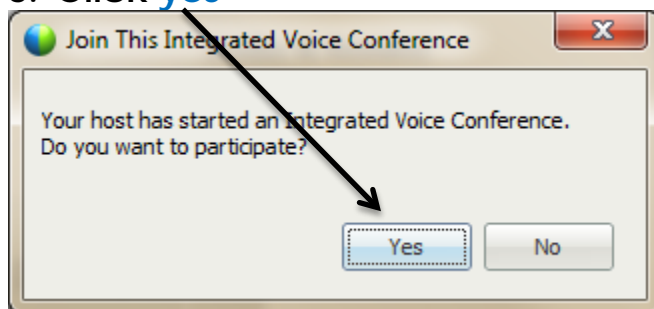 Click yes
Join This Integrated Voice Conference
Your host has started an Integrated Voice Conference.
Do you want to participate?
Yes
No